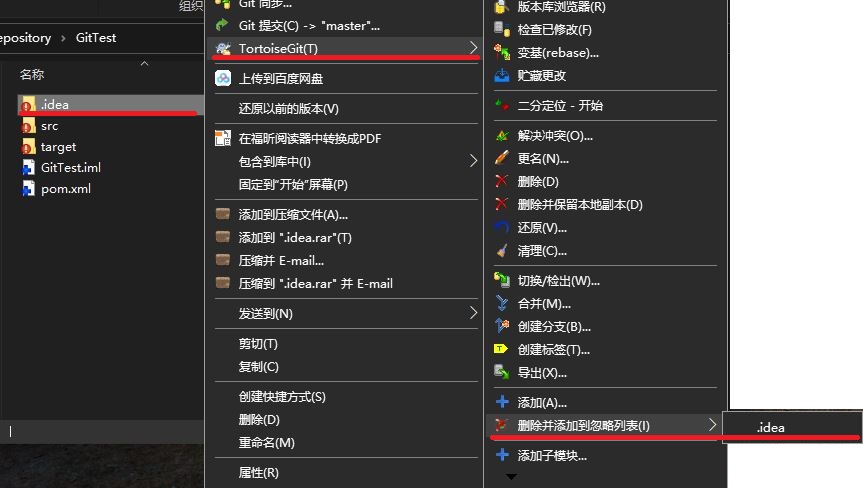 组织
epository > GitTest
名称
.idea
src
target
GitTest.iml
pom.xml
Git 同步...
Git 提交(C) -> "master"...
TortoiseGit(T)
上传到百度网盘
还原以前的版本(V)
在福昕阅读器中转换成PDF
包含到库中(I)
固定到"开始"屏幕(P)
添加到压缩文件(A)...
添加到 ".idea.rar"(T)
压缩并 E-mail...
压缩到 ".idea.rar" 并 E-mail
发送到(N)
剪切(T)
复制(C)
创建快捷方式(S)
删除(D)
重命名(M)
属性(R)
版本库浏览器(R)
检查已修改(F)
变基(rebase)...
贮藏更改
二分定位 - 开始
解决冲突(O)...
更名(N)...
删除(D)
删除并保留本地副本(D)
还原(V)...
清理(C)...
切换/检出(W)...
合并(M)...
创建分支(B)...
创建标签(T)...
导出(X)...
添加(A)...
删除并添加到忽略列表(I)
添加子模块...
.idea